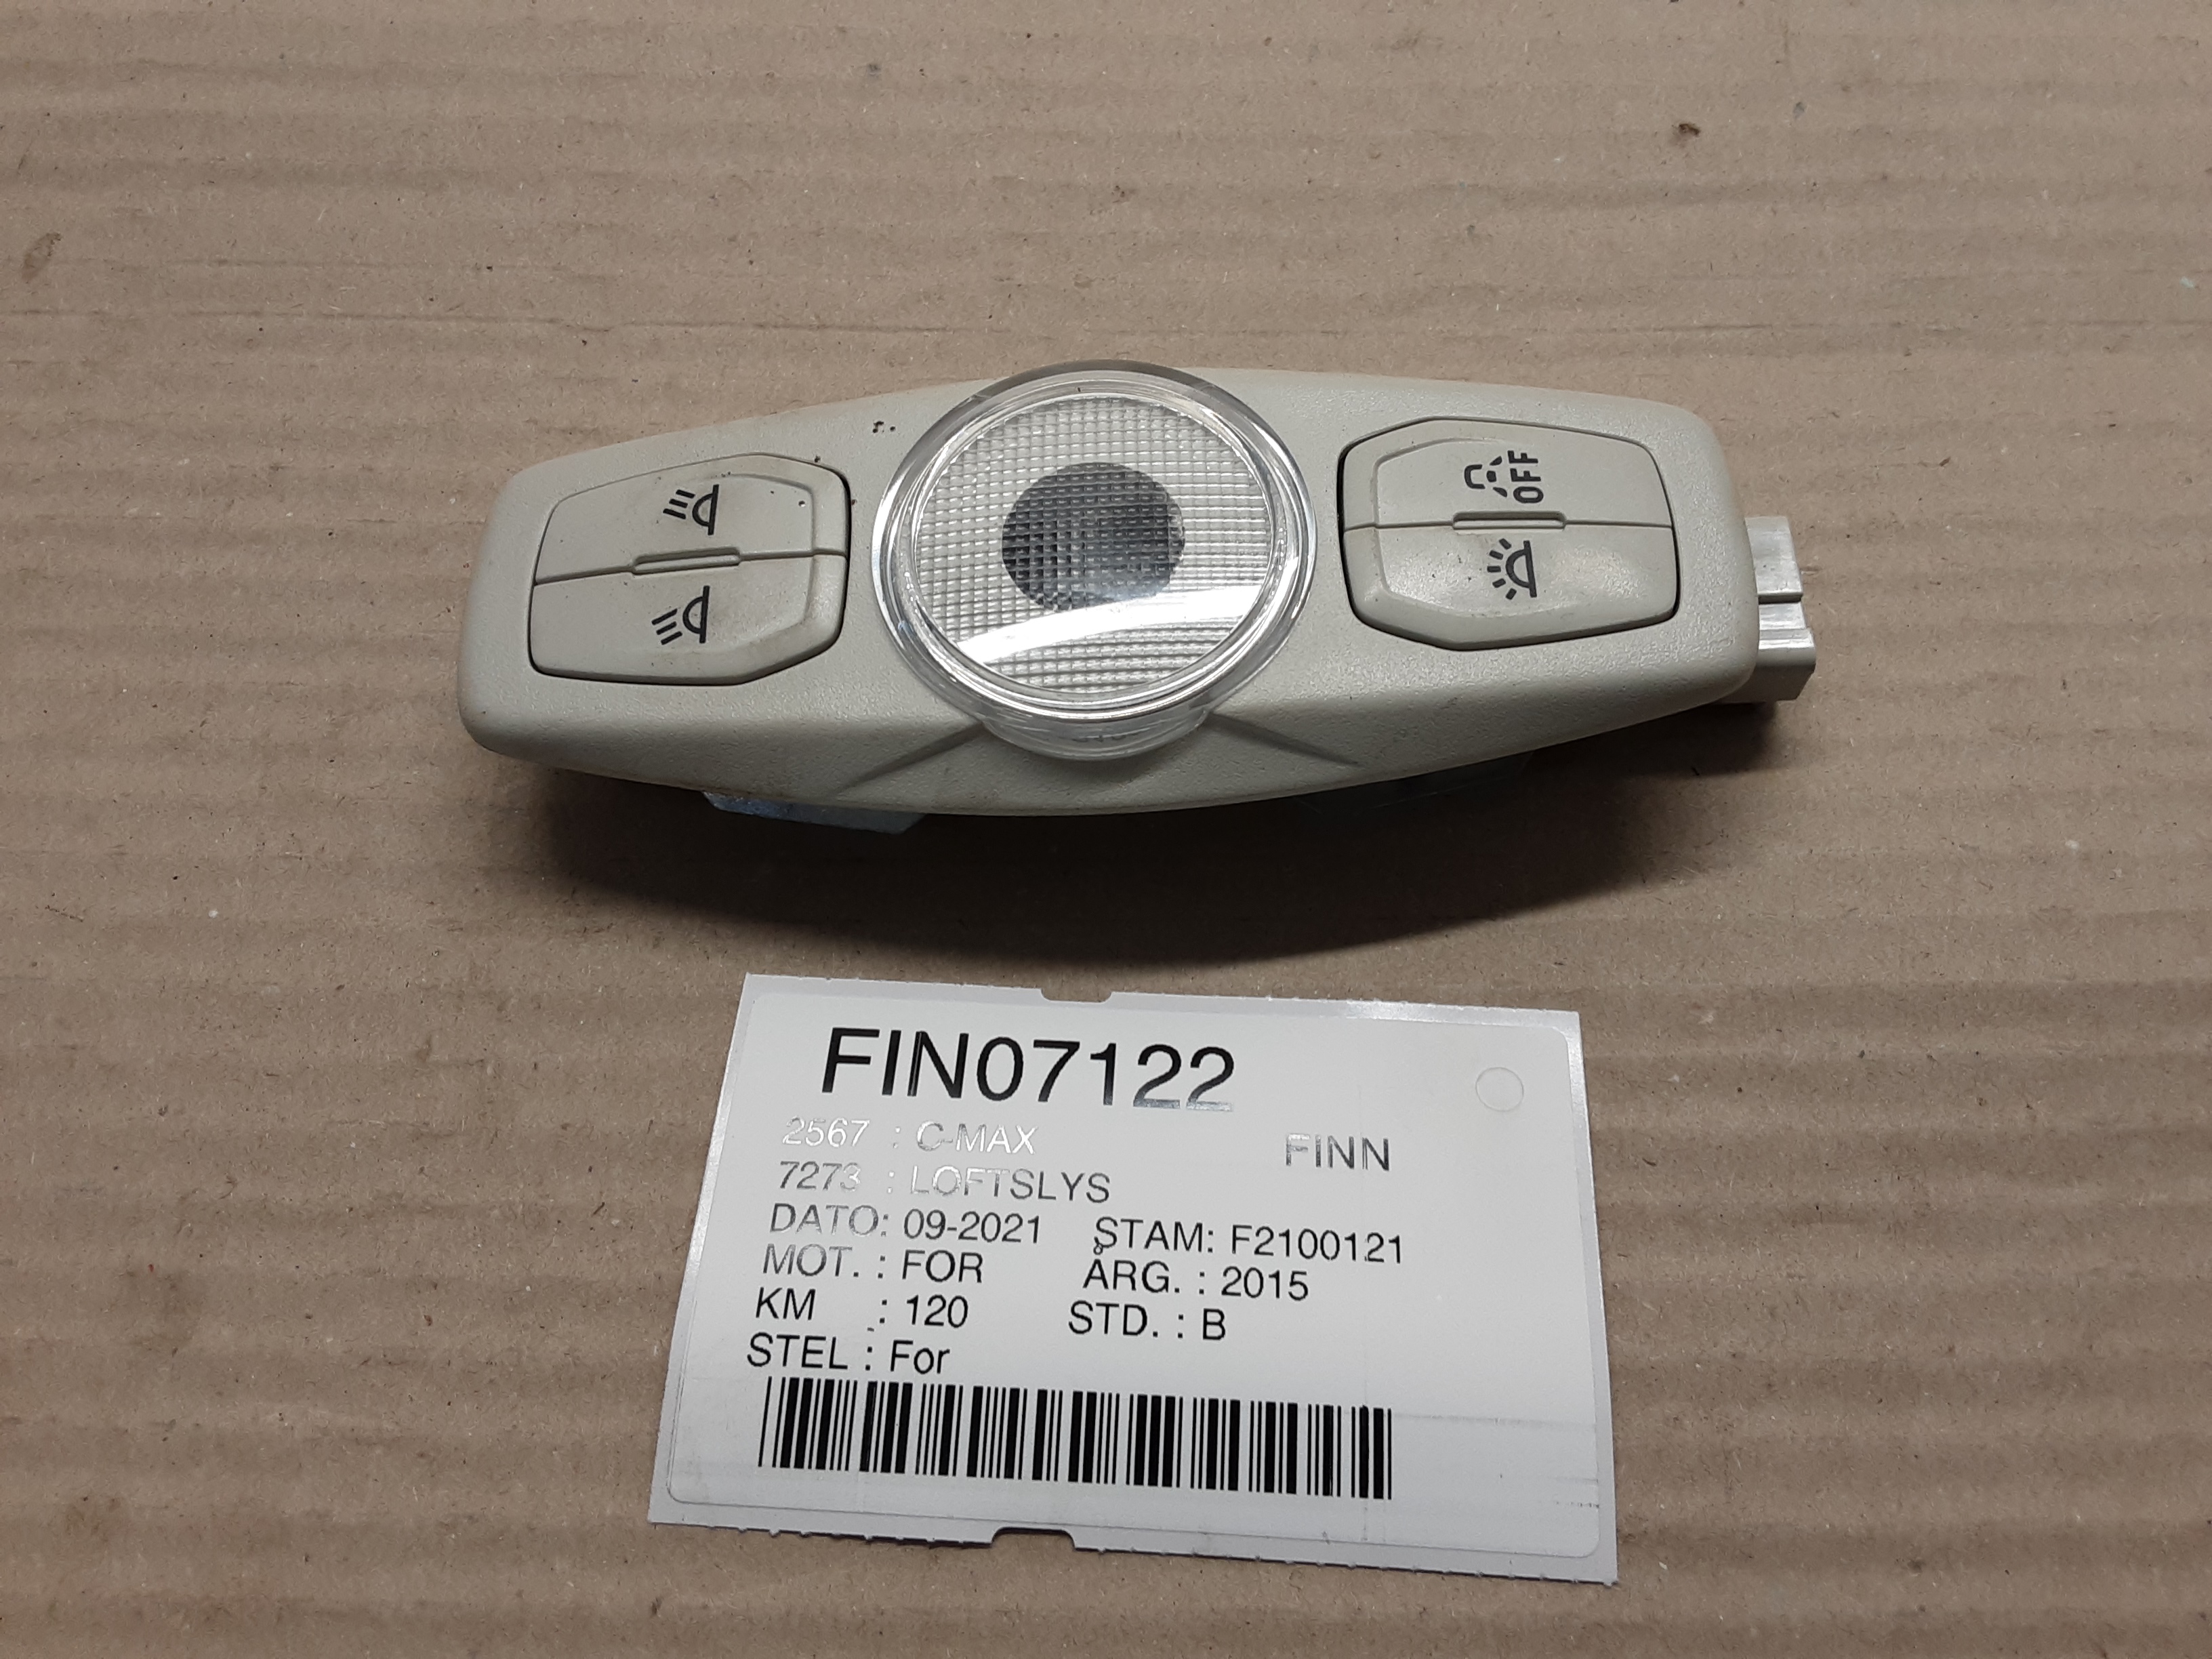 OFF
FIN07122
2567 : C-MAX FINN
7273 : LOFTSLYS
DATO: 09-2021 STAM: F2100121
MOT. : FOR ÅRG. : 2015
KM : 120 STD. : B
STEL : For